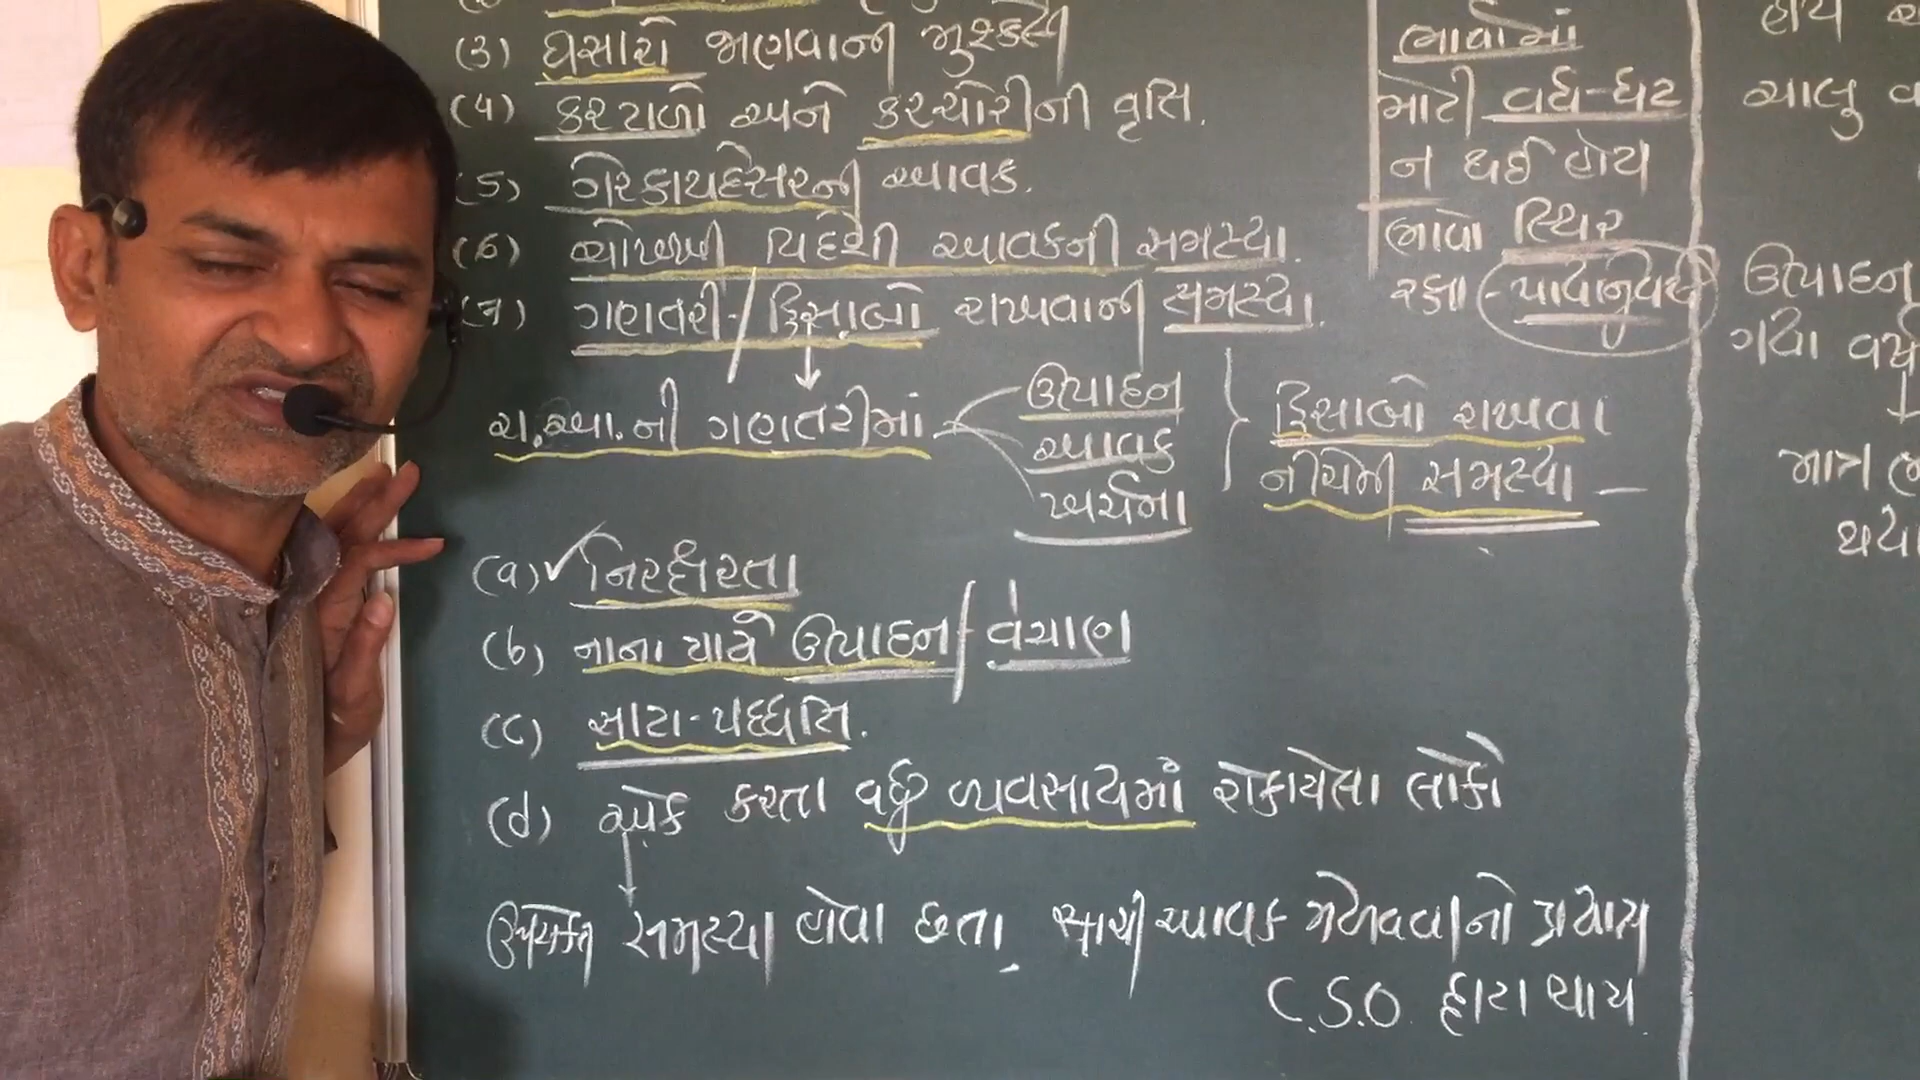 (૩) ઘસારો જાણવાની મુશ્કેલી
(૪) કરટાળો અને કરચોરીની વૃતિ.
(૫) ગેરકાયદેસરની આવક.
(૬) ચોખ્ખી વિદેશી આવકની સમસ્યા.
(૭) ગણતરી-/ હિસાબો રાખવાની સમસ્યા.
રા.આ.ની ગણતરીમાં
ઉત્પાદન
આવક
ખર્ચના
હિસાબો રાખવા
નીચેની સમસ્યા –
(a) ✓ નિરક્ષરતા
(b) નાના પાયે ઉત્પાદન / વેચાણ
(c) સાટા-પદ્ધતિ.
(d) એક કરતા વધુ વ્યવસાયમાં રોકાયેલા લોકો
ઉપરોક્ત સમસ્યા હોવા છતા, સાચી આવક મેળવવાનો પ્રયાસ
C.S.O. દ્વારા થાય.
ભાવોમાં
મોટી વધ-ઘટ
ન થઈ હોય
ભાવો સ્થિર
રહ્યા -
હોય
ચાલુ વ
ઉત્પાદન
ગયા વર્ષ
માત્ર ભ
થયે